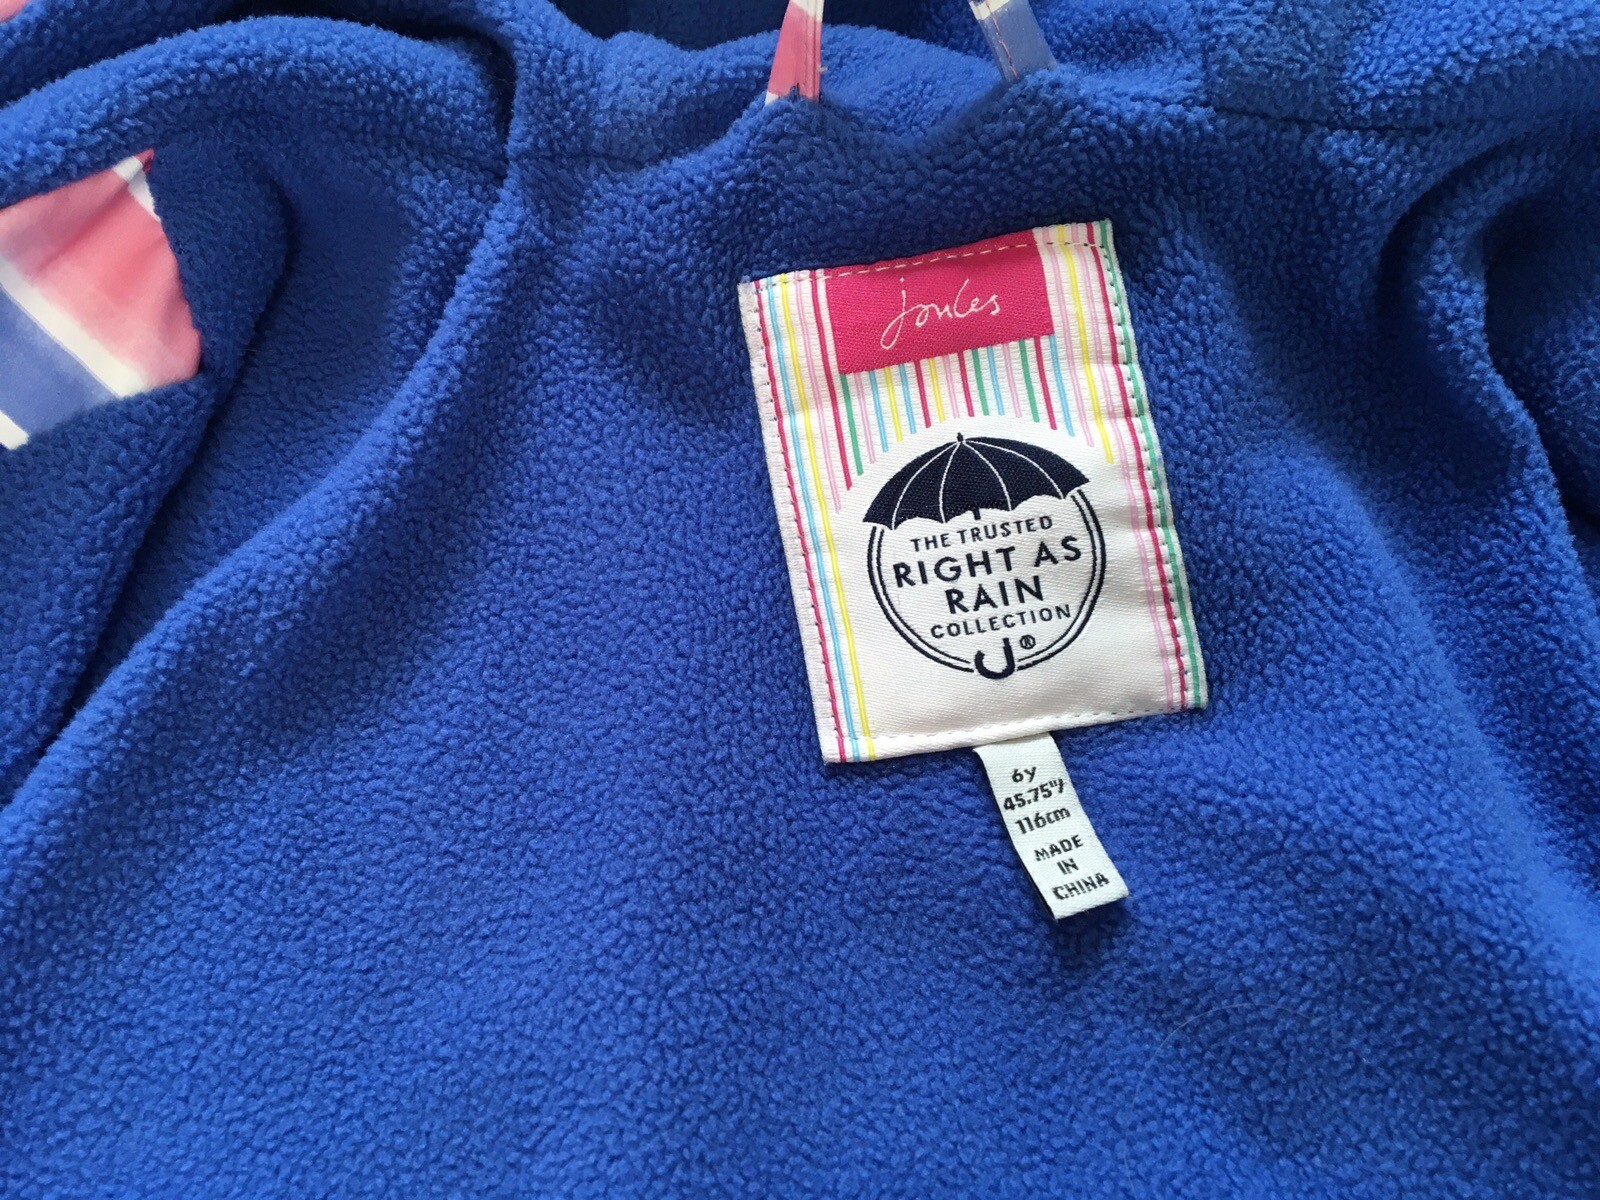 joules
THE TRUSTED
RIGHT AS
RAIN
COLLECTION
J®
6y
45.75"/
116cm
MADE
IN
CHINA